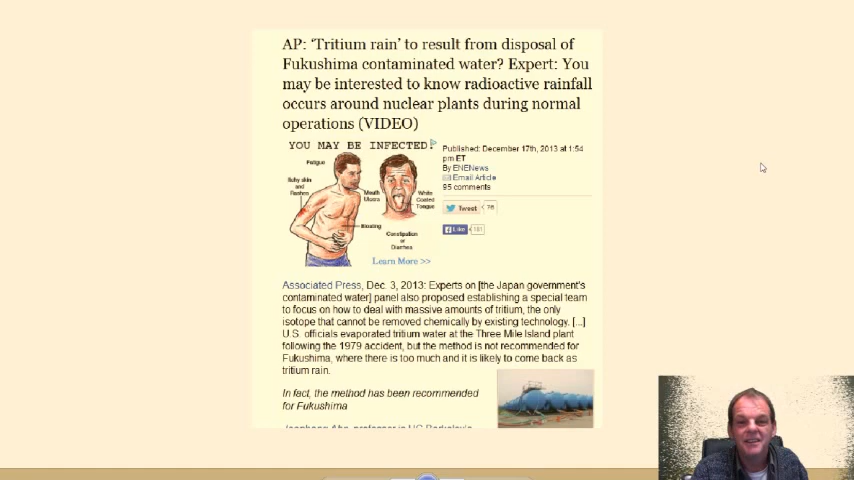 AP: ‘Tritium rain’ to result from disposal of
Fukushima contaminated water? Expert: You
may be interested to know radioactive rainfall
occurs around nuclear plants during normal
operations (VIDEO)
YOU MAY BE INFECTED!
Fatigue
Itchy skin
and
Rashes
Mouth
Mucra
White
Coated
Tongue
Bloating
Constipation
or
Diarrhea
Learn More >>
Published: December 17th, 2013 at 1:54
pm ET
By ENENews
Email Article
95 comments
Tweet 76
Like 101
Associated Press, Dec. 3, 2013: Experts on [the Japan government's
contaminated water] panel also proposed establishing a special team
to focus on how to deal with massive amounts of tritium, the only
isotope that cannot be removed chemically by existing technology. [...]
U.S. officials evaporated tritium water at the Three Mile Island plant
following the 1979 accident, but the method is not recommended for
Fukushima, where there is too much and it is likely to come back as
tritium rain.
In fact, the method has been recommended
for Fukushima